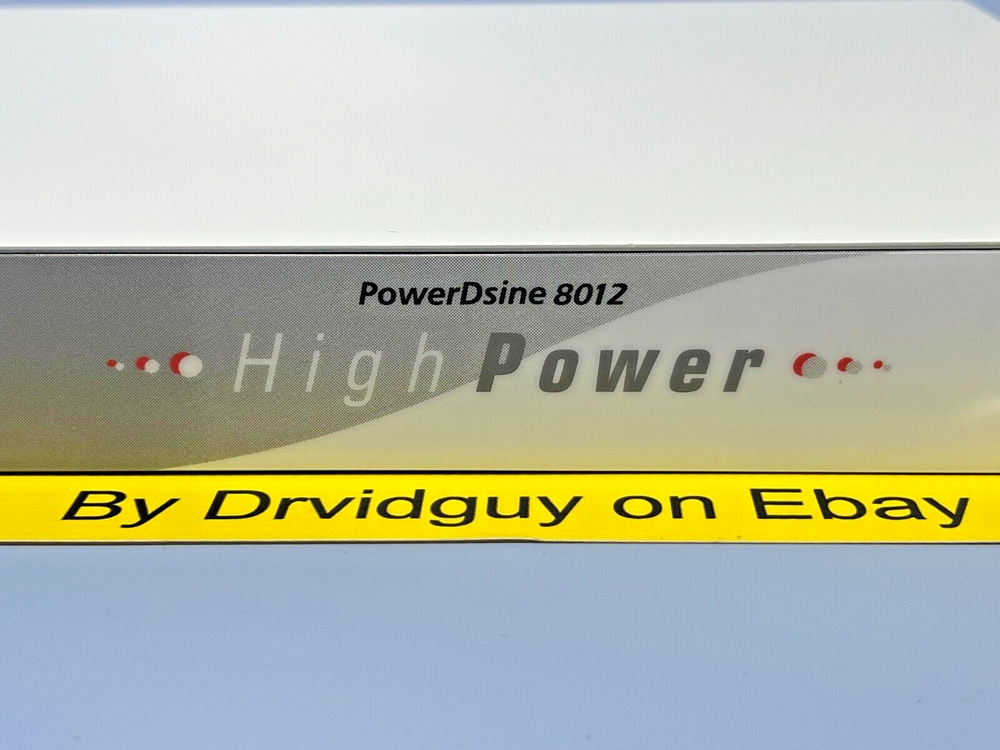 PowerDsine 8012
High Power
By Drvidguy on Ebay